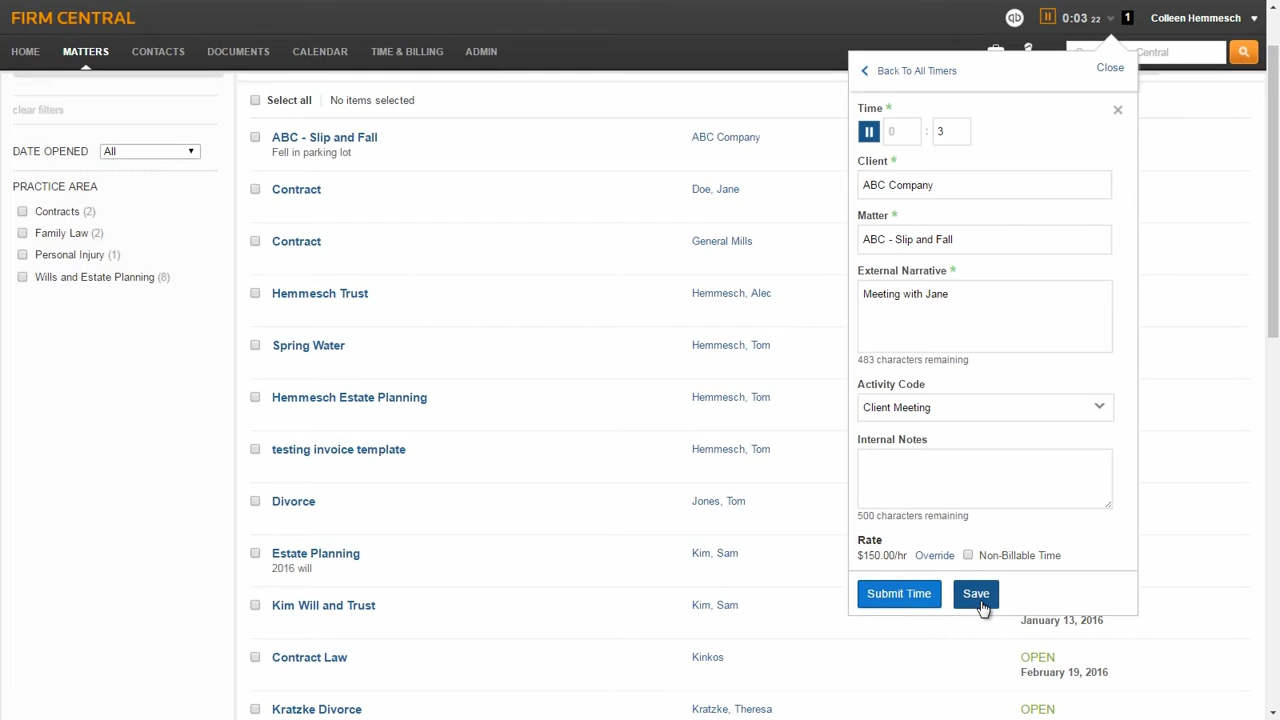 FIRM CENTRAL
qb
0:03 22
1
Colleen Hemmesch
HOME
MATTERS
CONTACTS
DOCUMENTS
CALENDAR
TIME & BILLING
ADMIN
Central
clear filters
DATE OPENED
All
PRACTICE AREA
Contracts (2)
Family Law (2)
Personal Injury (1)
Wills and Estate Planning (8)
Select all
No items selected
ABC - Slip and Fall
ABC Company
Fell in parking lot
Contract
Doe, Jane
Contract
General Mills
Hemmesch Trust
Hemmesch, Alec
Spring Water
Hemmesch, Tom
Hemmesch Estate Planning
Hemmesch, Tom
testing invoice template
Hemmesch, Tom
Divorce
Jones, Tom
Estate Planning
Kim, Sam
2016 will
Kim Will and Trust
Kim, Sam
January 13, 2016
Contract Law
Kinkos
OPEN
February 19, 2016
Kratzke Divorce
Kratzke, Theresa
OPEN
Back To All Timers
Close
Time *
0 : 3
Client *
ABC Company
Matter *
ABC - Slip and Fall
External Narrative *
Meeting with Jane
483 characters remaining
Activity Code
Client Meeting
Internal Notes
500 characters remaining
Rate
$150.00/hr Override Non-Billable Time
Submit Time
Save